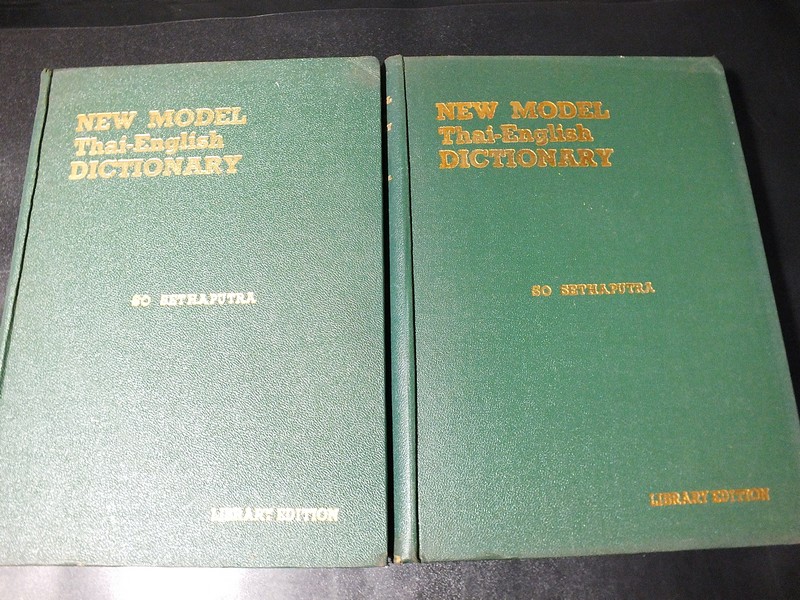 NEW MODEL
Thai-English
DICTIONARY
SO SETHAPUTRA
LIBRARY EDITION
NEW MODEL
Thai-English
DICTIONARY
SO SETHAPUTRA
LIBRARY EDITION